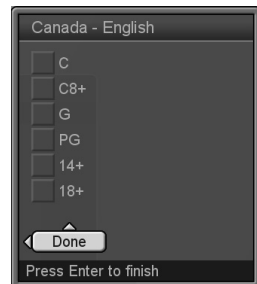 Canada - English
C
C8+
G
PG
14+
18+
Done
Press Enter to finish